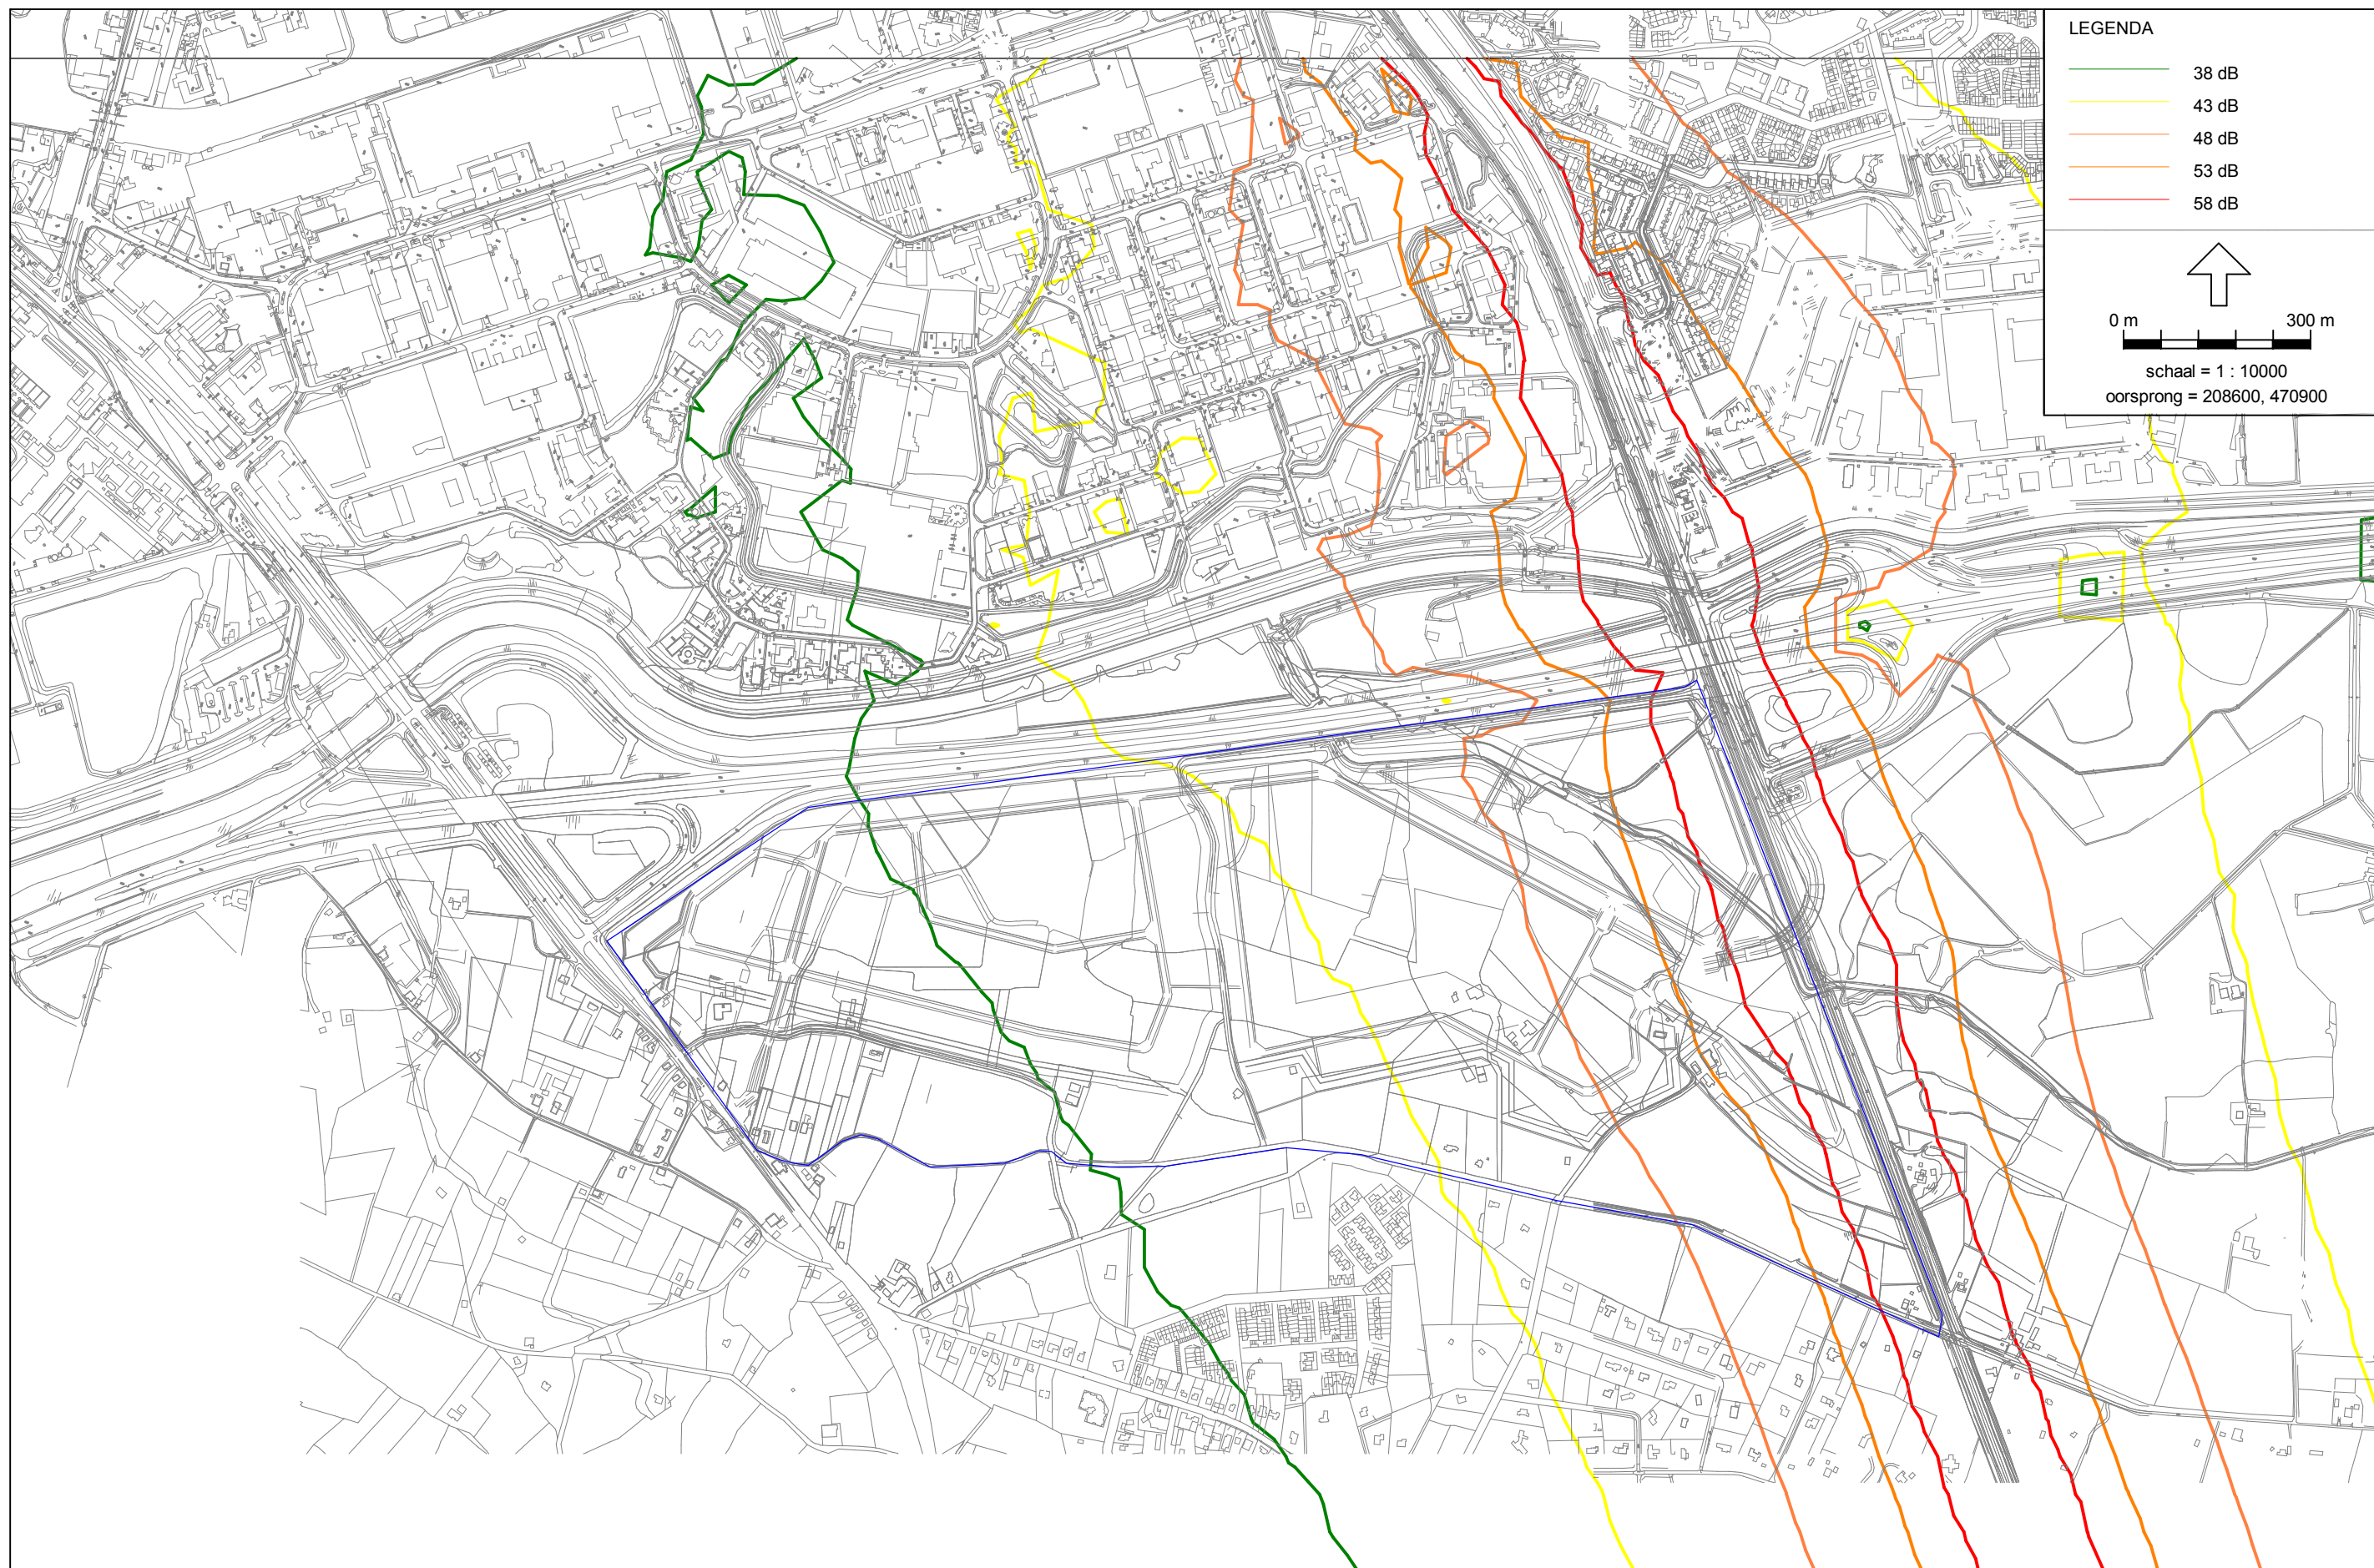 LEGENDA
38 dB
43 dB
48 dB
53 dB
58 dB
0 m 300 m
schaal = 1 : 10000
oorsprong = 208600, 470900